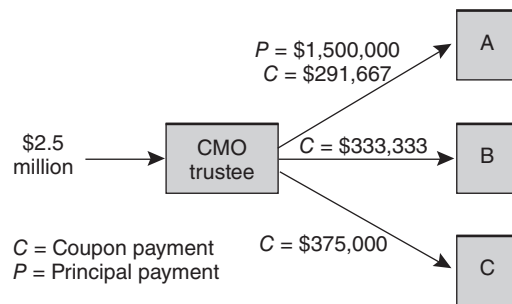 P = $1,500,000
C = $291,667
A
$2.5
million
CMO
trustee
C = $333,333
B
C = $375,000
C
C = Coupon payment
P = Principal payment